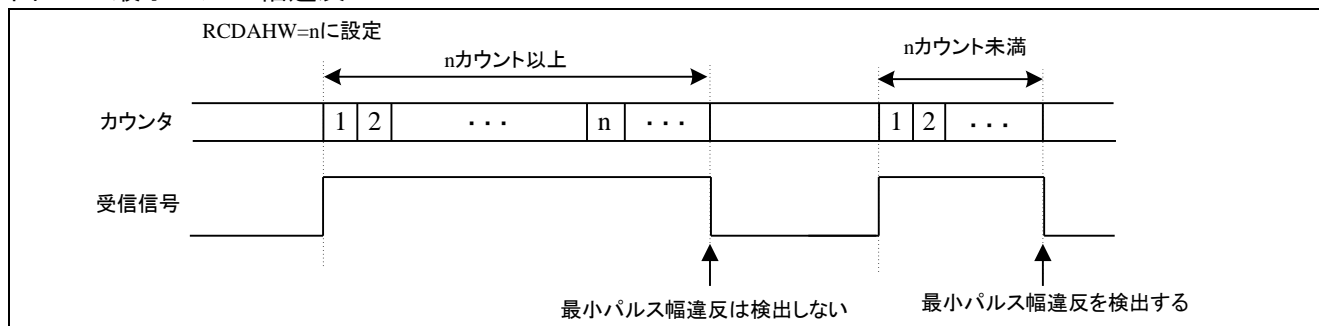 RCDAHW=nに設定
nカウント以上
nカウント未満
カウンタ
1 2 ・・・ n ・・・ 1 2 ・・・
受信信号
最小パルス幅違反は検出しない
最小パルス幅違反を検出する